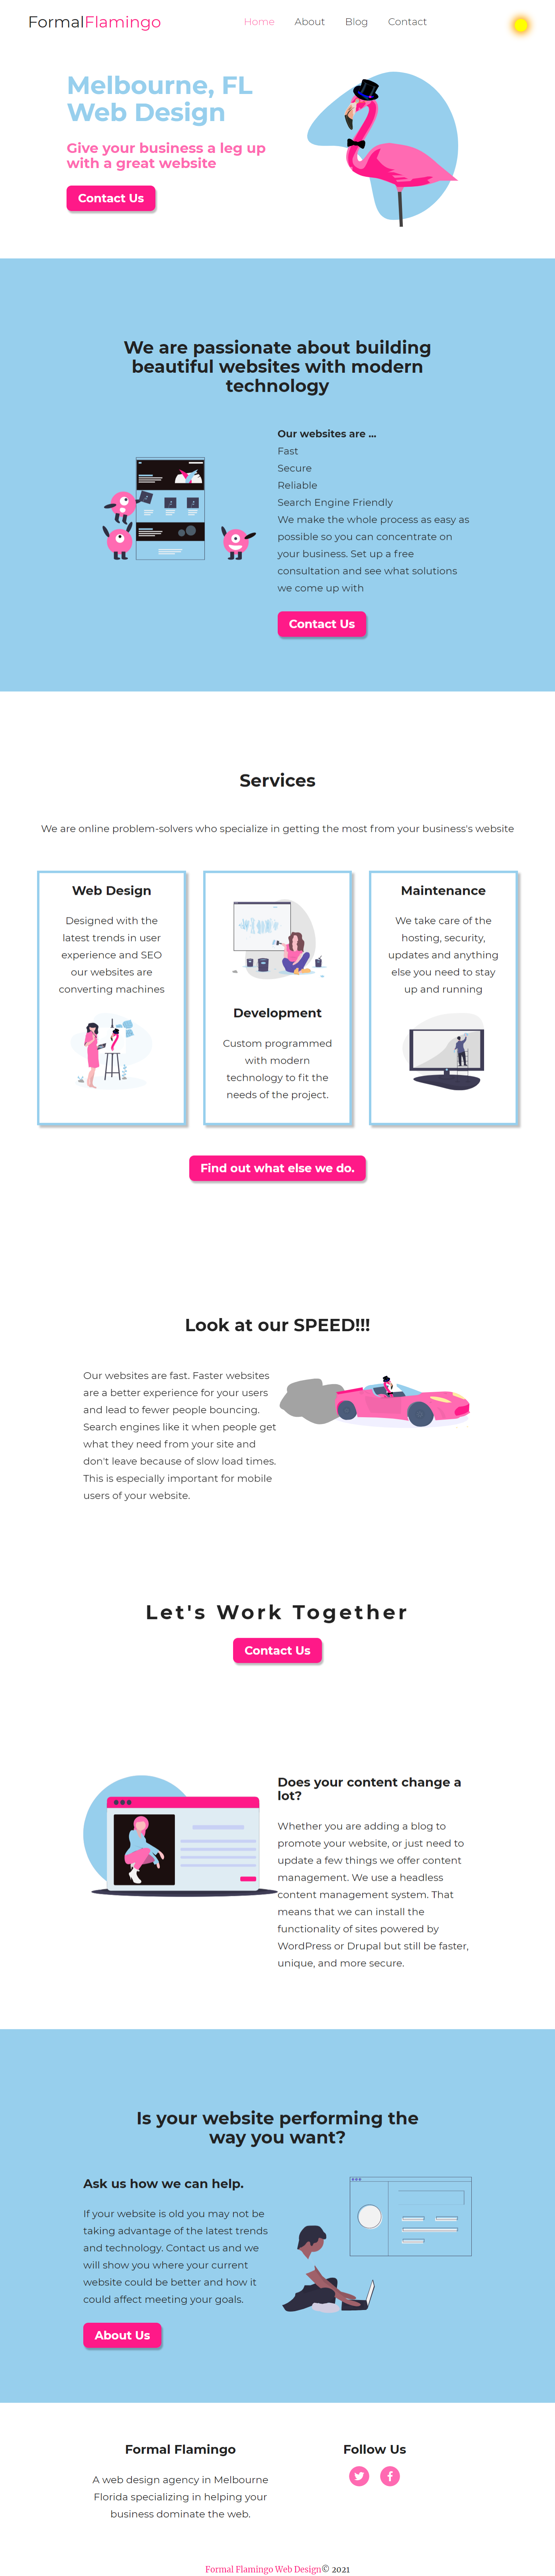 FormalFlamingo
Home About Blog Contact
Melbourne, FL
Web Design
Give your business a leg up
with a great website
Contact Us
We are passionate about building
beautiful websites with modern
technology
Our websites are ...
Fast
Secure
Reliable
Search Engine Friendly
We make the whole process as easy as
possible so you can concentrate on
your business. Set up a free
consultation and see what solutions
we come up with
Contact Us
Services
We are online problem-solvers who specialize in getting the most from your business's website
Web Design
Designed with the
latest trends in user
experience and SEO
our websites are
converting machines
Development
Custom programmed
with modern
technology to fit the
needs of the project.
Maintenance
We take care of the
hosting, security,
updates and anything
else you need to stay
up and running
Find out what else we do.
Look at our SPEED!!!
Our websites are fast. Faster websites
are a better experience for your users
and lead to fewer people bouncing.
Search engines like it when people get
what they need from your site and
don't leave because of slow load times.
This is especially important for mobile
users of your website.
Let's Work Together
Contact Us
Does your content change a
lot?
Whether you are adding a blog to
promote your website, or just need to
update a few things we offer content
management. We use a headless
content management system. That
means that we can install the
functionality of sites powered by
WordPress or Drupal but still be faster,
unique, and more secure.
Is your website performing the
way you want?
Ask us how we can help.
If your website is old you may not be
taking advantage of the latest trends
and technology. Contact us and we
will show you where your current
website could be better and how it
could affect meeting your goals.
About Us
Formal Flamingo
A web design agency in Melbourne
Florida specializing in helping your
business dominate the web.
Follow Us
Formal Flamingo Web Design© 2021